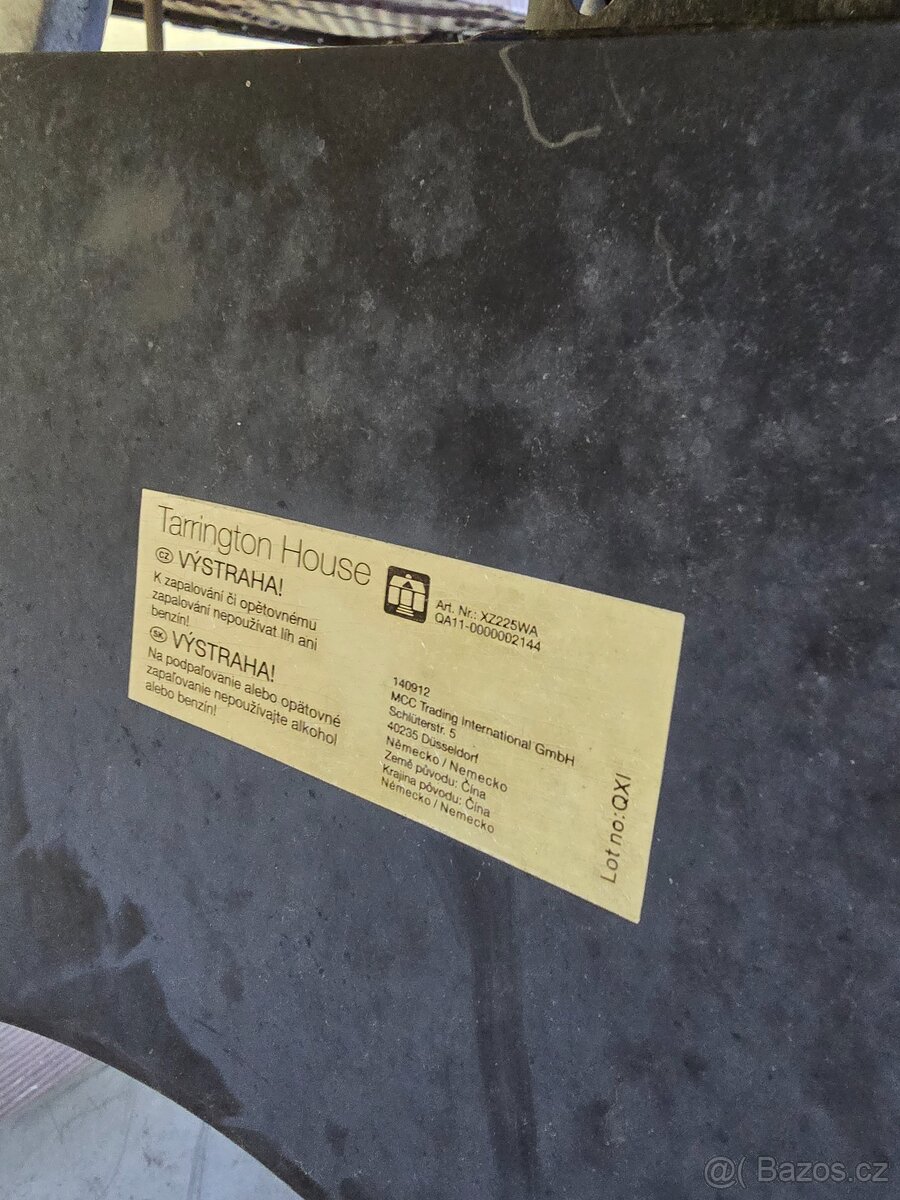 Tarrington House
CZ VÝSTRAHA!
K zapalování či opětovnému
zapalování nepoužívat líh ani
benzín!
SK VÝSTRAHA!
Na podpaľovanie alebo opätovné
zapaľovanie nepoužívajte alkohol
alebo benzín!
Art. Nr.: XZ225WA
QA11-0000002144
140912
MCC Trading International GmbH
Schlüterstr. 5
40235 Düsseldorf
Německo / Nemecko
Země původu: Čína
Krajina pôvodu: Čína
Německo / Nemecko
Lot no:QXI
@( Bazos.cz